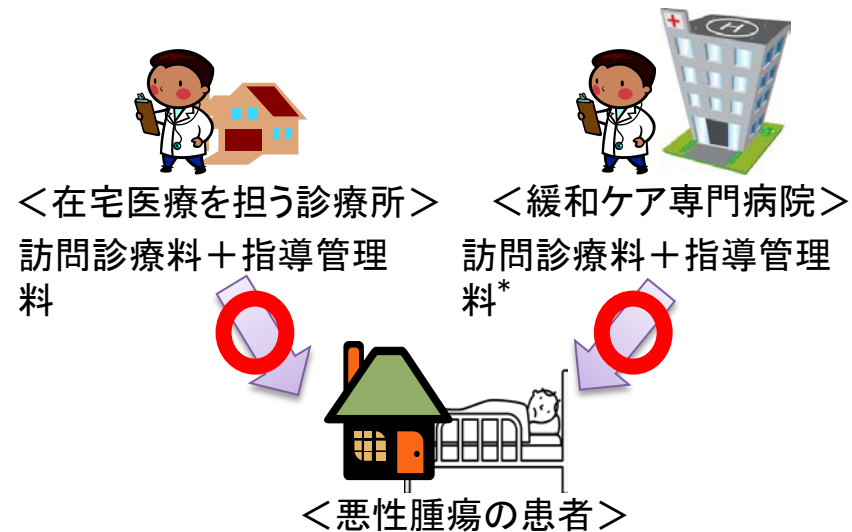 H
＜在宅医療を担う診療所＞
＜緩和ケア専門病院＞
訪問診療料＋指導管理
料
訪問診療料＋指導管理
料*
＜悪性腫瘍の患者＞